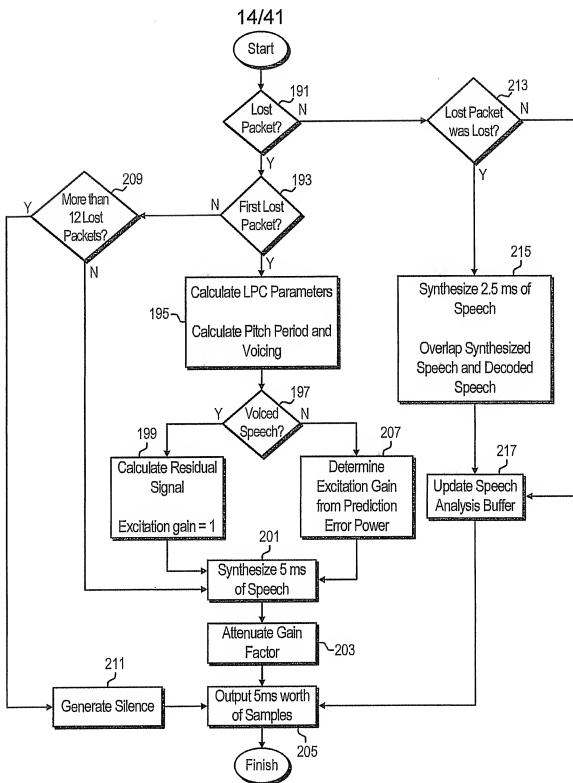 14/41
Start
191
Lost
Packet?
N
Y
213
Lost Packet
was Lost?
N
Y
209
More than
12 Lost
Packets?
Y
N
193
First Lost
Packet?
N
Y
195
Calculate LPC Parameters
Calculate Pitch Period and
Voicing
215
Synthesize 2.5 ms of
Speech
Overlap Synthesized
Speech and Decoded
Speech
197
Voiced
Speech?
Y
N
199
Calculate Residual
Signal
Excitation gain = 1
207
Determine
Excitation Gain
from Prediction
Error Power
217
Update Speech
Analysis Buffer
201
Synthesize 5 ms
of Speech
Attenuate Gain
Factor
203
211
Generate Silence
Output 5ms worth
of Samples
205
Finish